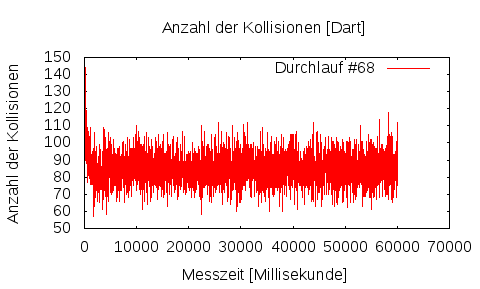 Anzahl der Kollisionen [Dart]
Durchlauf #68
Anzahl der Kollisionen
150
140
130
120
110
100
90
80
70
60
50
0 10000 20000 30000 40000 50000 60000 70000
Messzeit [Millisekunde]